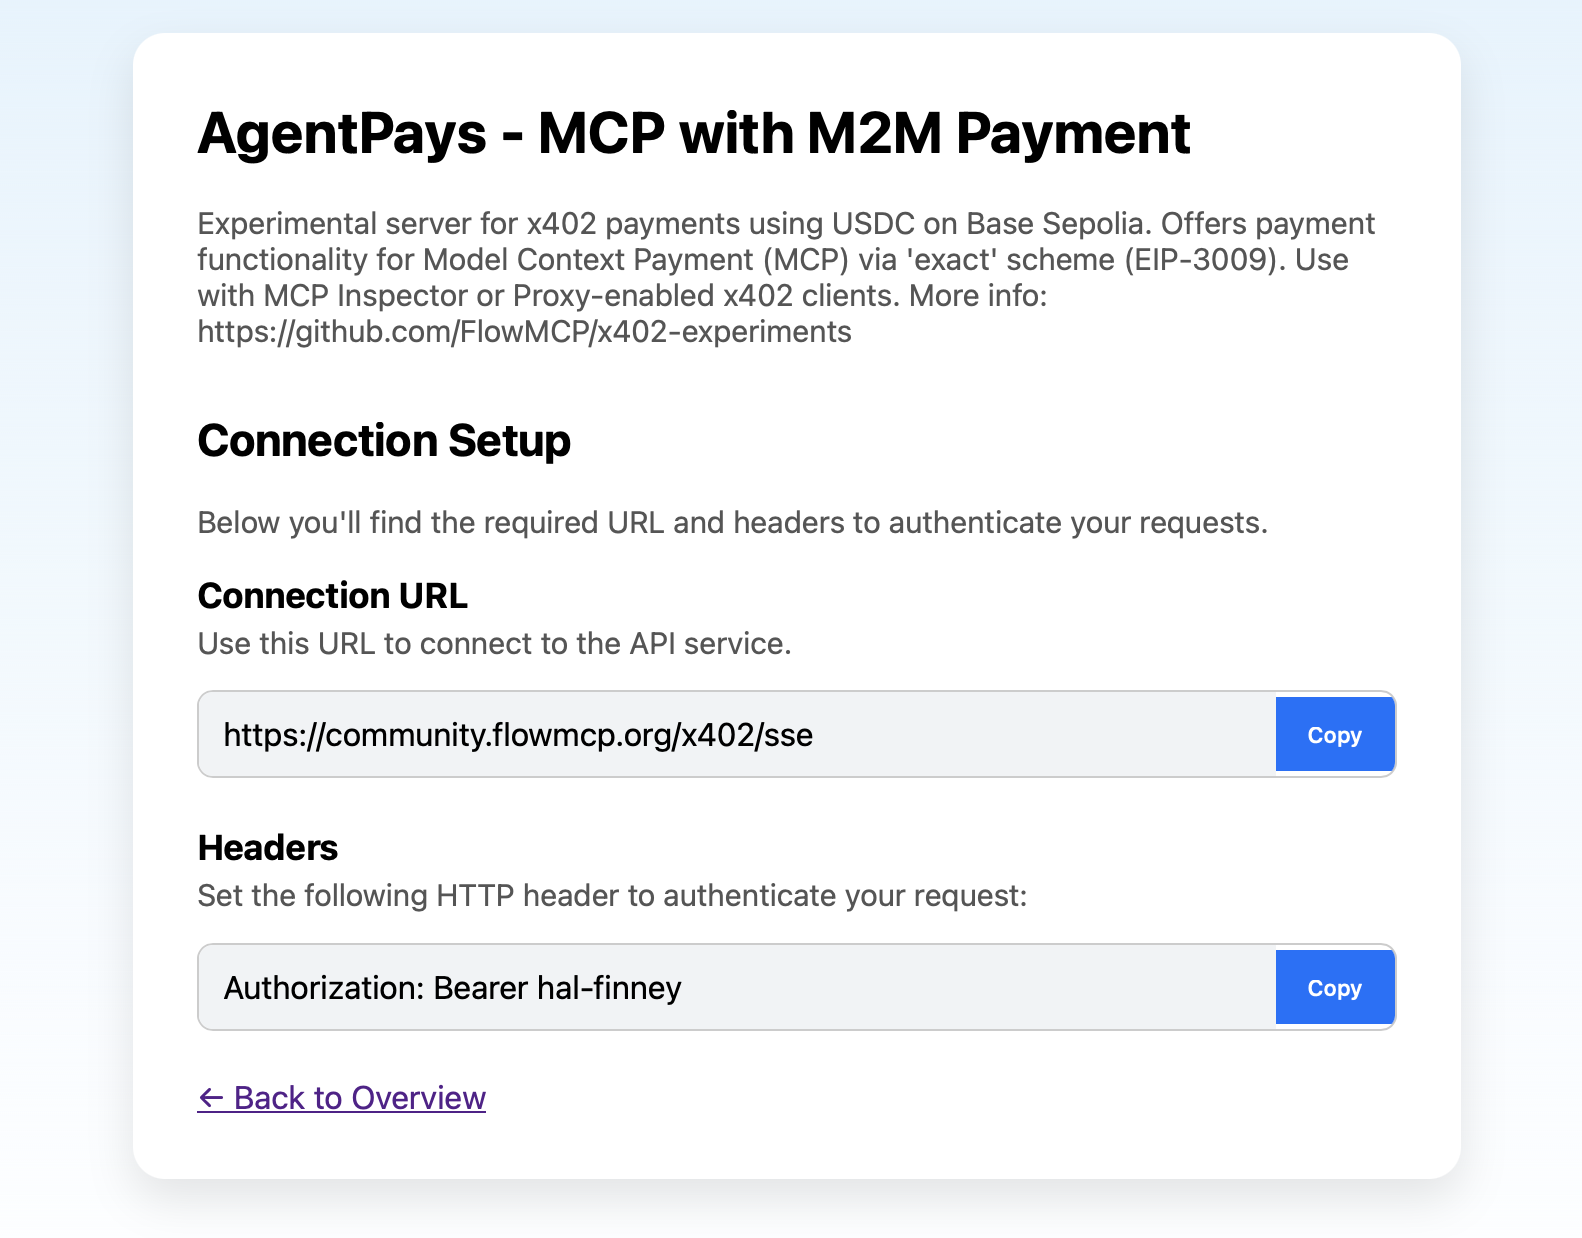 AgentPays - MCP with M2M Payment
Experimental server for x402 payments using USDC on Base Sepolia. Offers payment
functionality for Model Context Payment (MCP) via 'exact' scheme (EIP-3009). Use
with MCP Inspector or Proxy-enabled x402 clients. More info:
https://github.com/FlowMCP/x402-experiments
Connection Setup
Below you'll find the required URL and headers to authenticate your requests.
Connection URL
Use this URL to connect to the API service.
https://community.flowmcp.org/x402/sse
Copy
Headers
Set the following HTTP header to authenticate your request:
Authorization: Bearer hal-finney
Copy
← Back to Overview